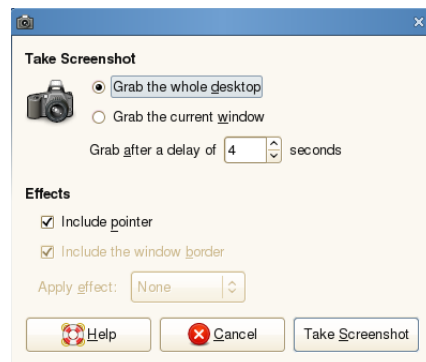 Take Screenshot
Grab the whole desktop
Grab the current window
Grab after a delay of 4 seconds
Effects
Include pointer
Include the window border
Apply effect: None
Help Cancel Take Screenshot